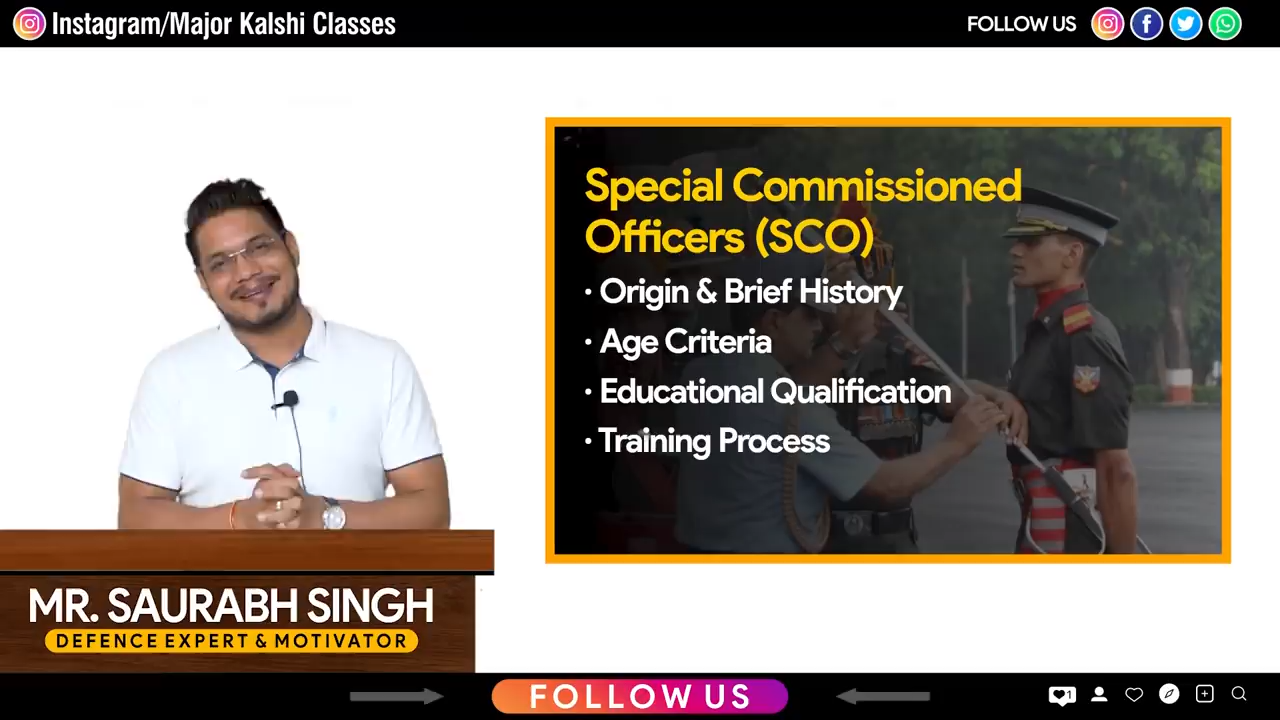 Instagram/Major Kalshi Classes
FOLLOW US
Special Commissioned
Officers (SCO)
· Origin & Brief History
· Age Criteria
· Educational Qualification
· Training Process
MR. SAURABH SINGH
DEFENCE EXPERT & MOTIVATOR
FOLLOW US
1